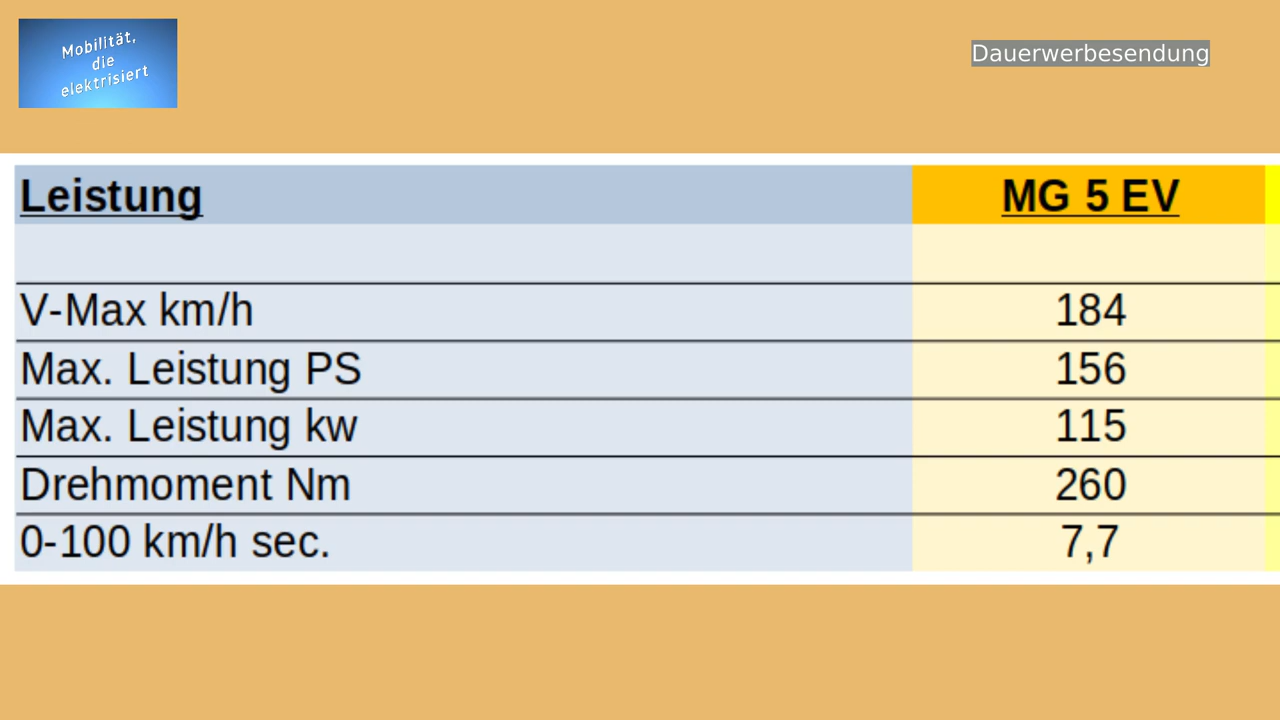 Mobilität,
die
elektrisiert
Dauerwerbesendung
Leistung MG 5 EV
V-Max km/h 184
Max. Leistung PS 156
Max. Leistung kw 115
Drehmoment Nm 260
0-100 km/h sec. 7,7